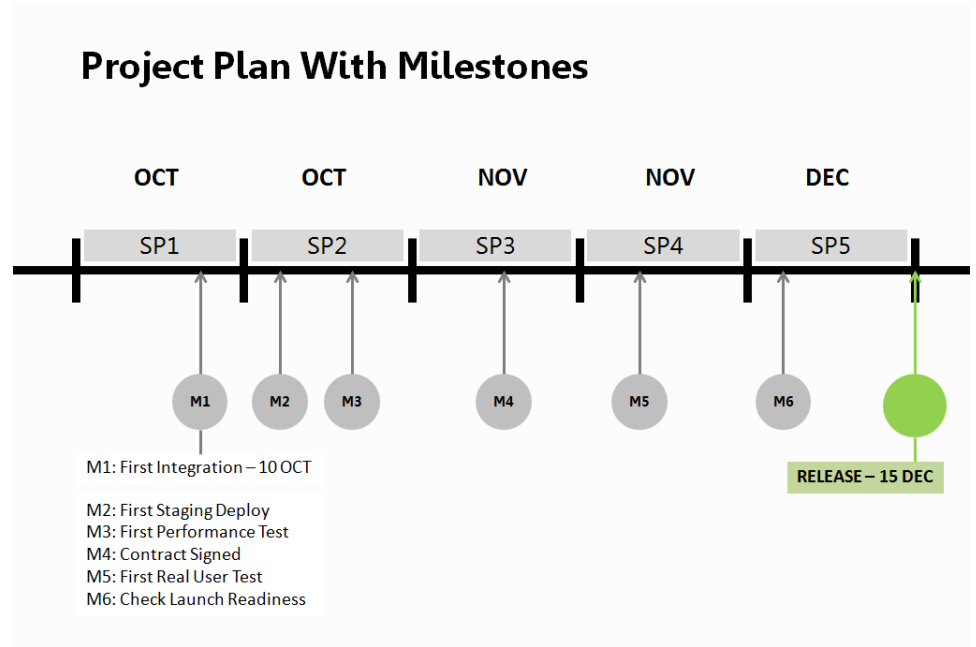 Project Plan With Milestones
OCT OCT NOV NOV DEC
SP1 SP2 SP3 SP4 SP5
M1 M2 M3 M4 M5 M6
M1: First Integration – 10 OCT
RELEASE – 15 DEC
M2: First Staging Deploy
M3: First Performance Test
M4: Contract Signed
M5: First Real User Test
M6: Check Launch Readiness